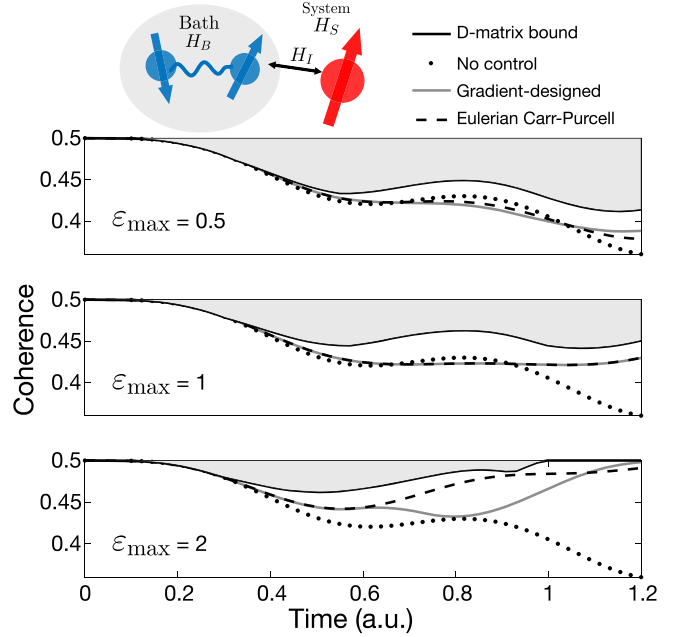 Bath
H_B
H_I
System
H_S
D-matrix bound
No control
Gradient-designed
Eulerian Carr-Purcell
0.5
0.45
0.4
ε_max = 0.5
0.5
0.45
0.4
ε_max = 1
0.5
0.45
0.4
ε_max = 2
Coherence
0 0.2 0.4 0.6 0.8 1 1.2
Time (a.u.)